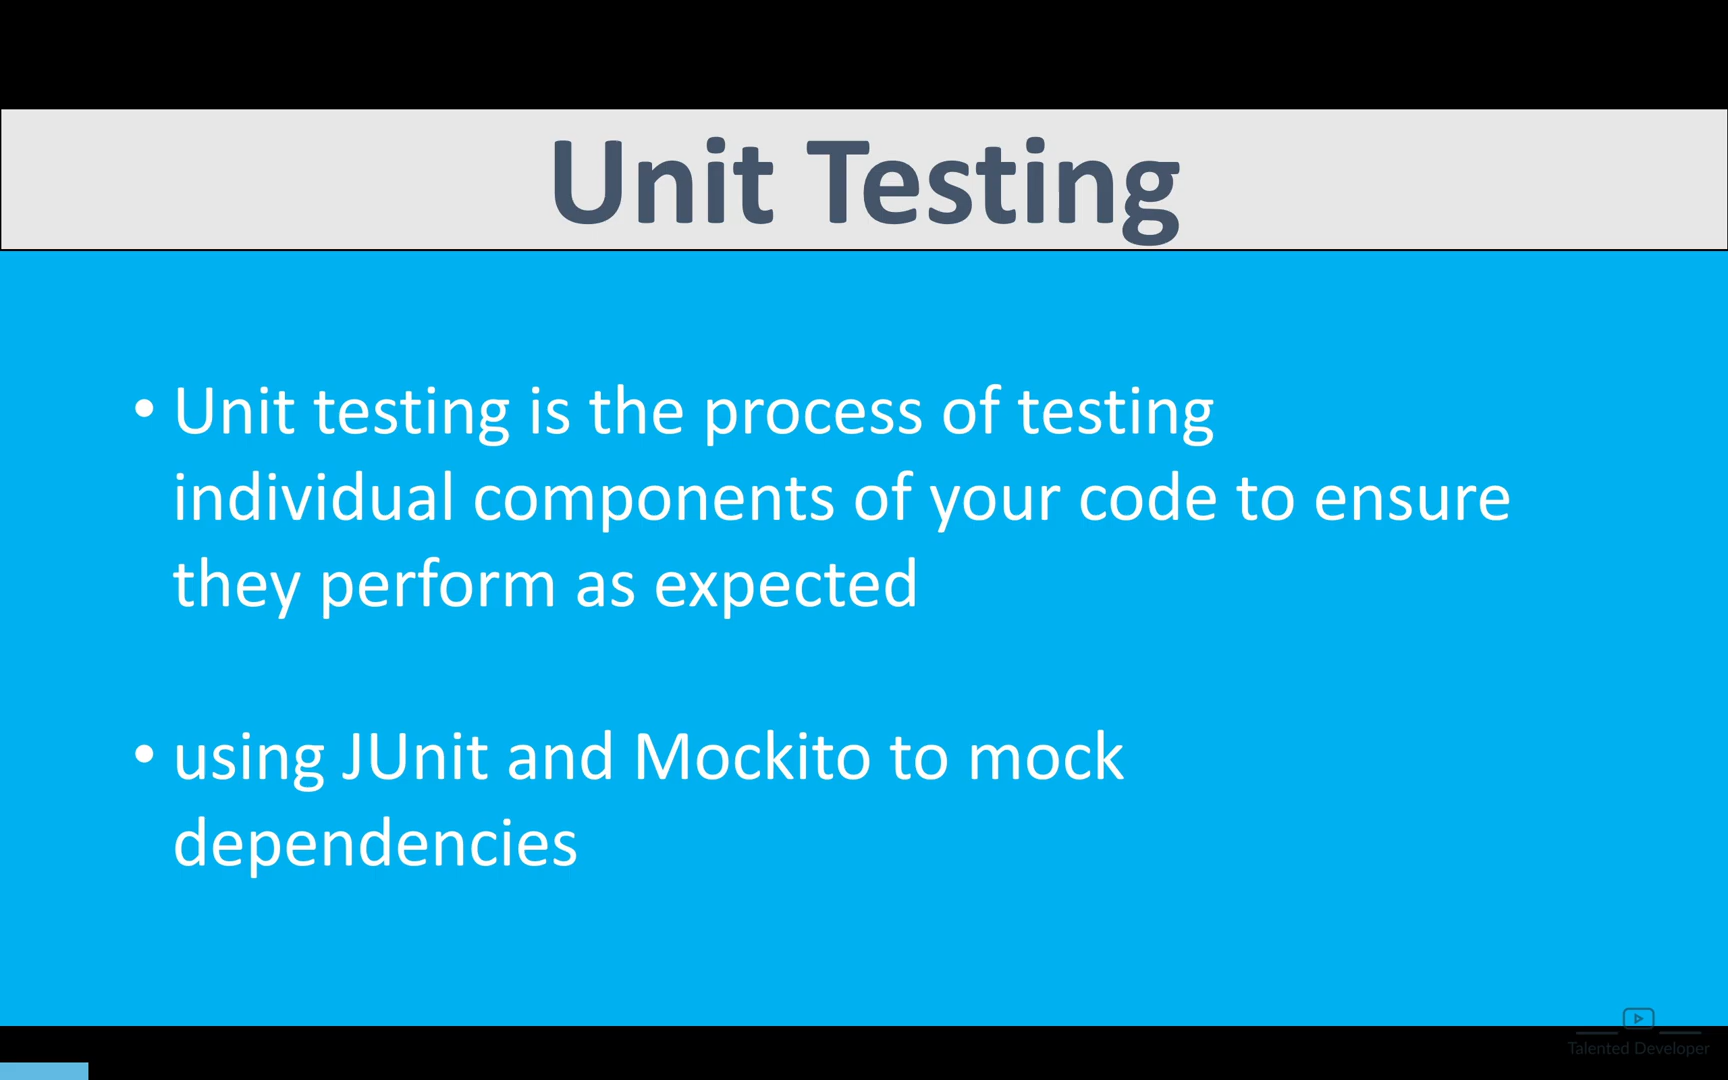 Unit Testing
• Unit testing is the process of testing
individual components of your code to ensure
they perform as expected
• using JUnit and Mockito to mock
dependencies
Talented Developer